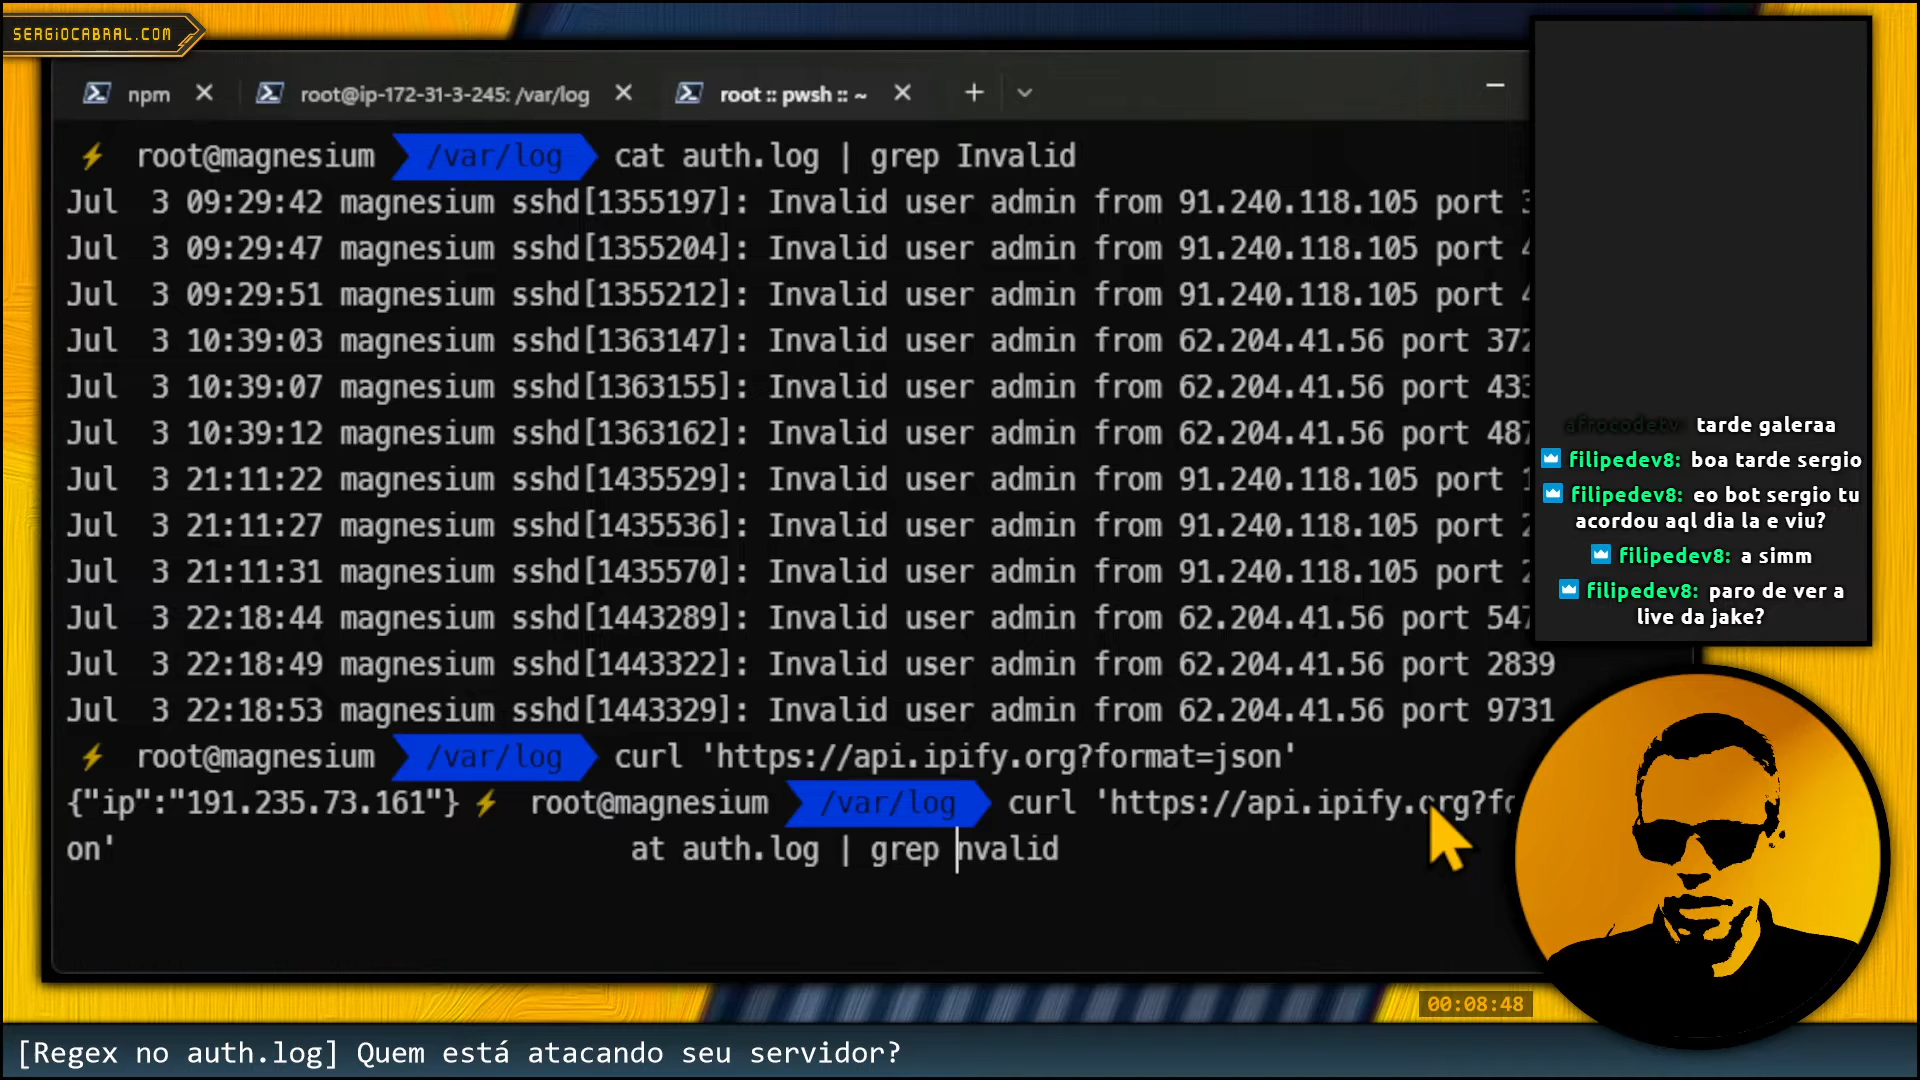 SERGIOCABRAL.COM
npm
root@ip-172-31-3-245: /var/log
root :: pwsh :: ~
root@magnesium /var/log cat auth.log | grep Invalid
Jul  3 09:29:42 magnesium sshd[1355197]: Invalid user admin from 91.240.118.105 port
Jul  3 09:29:47 magnesium sshd[1355204]: Invalid user admin from 91.240.118.105 port
Jul  3 09:29:51 magnesium sshd[1355212]: Invalid user admin from 91.240.118.105 port
Jul  3 10:39:03 magnesium sshd[1363147]: Invalid user admin from 62.204.41.56 port 372
Jul  3 10:39:07 magnesium sshd[1363155]: Invalid user admin from 62.204.41.56 port 433
Jul  3 10:39:12 magnesium sshd[1363162]: Invalid user admin from 62.204.41.56 port 487
Jul  3 21:11:22 magnesium sshd[1435529]: Invalid user admin from 91.240.118.105 port
Jul  3 21:11:27 magnesium sshd[1435536]: Invalid user admin from 91.240.118.105 port
Jul  3 21:11:31 magnesium sshd[1435570]: Invalid user admin from 91.240.118.105 port
Jul  3 22:18:44 magnesium sshd[1443289]: Invalid user admin from 62.204.41.56 port 547
Jul  3 22:18:49 magnesium sshd[1443322]: Invalid user admin from 62.204.41.56 port 2839
Jul  3 22:18:53 magnesium sshd[1443329]: Invalid user admin from 62.204.41.56 port 9731
root@magnesium /var/log curl 'https://api.ipify.org?format=json'
{"ip":"191.235.73.161"} root@magnesium /var/log curl 'https://api.ipify.org?fo
on' at auth.log | grep nvalid
afrocodetv: tarde galeraa
filipedev8: boa tarde sergio
filipedev8: eo bot sergio tu
acordou aql dia la e viu?
filipedev8: a simm
filipedev8: paro de ver a
live da jake?
00:08:48
[Regex no auth.log] Quem está atacando seu servidor?